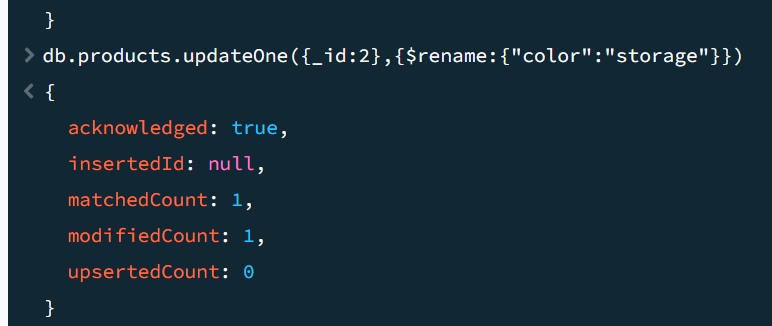 }
> db.products.updateOne({_id:2},{$rename:{"color":"storage"}})
< {
acknowledged: true,
insertedId: null,
matchedCount: 1,
modifiedCount: 1,
upsertedCount: 0
}